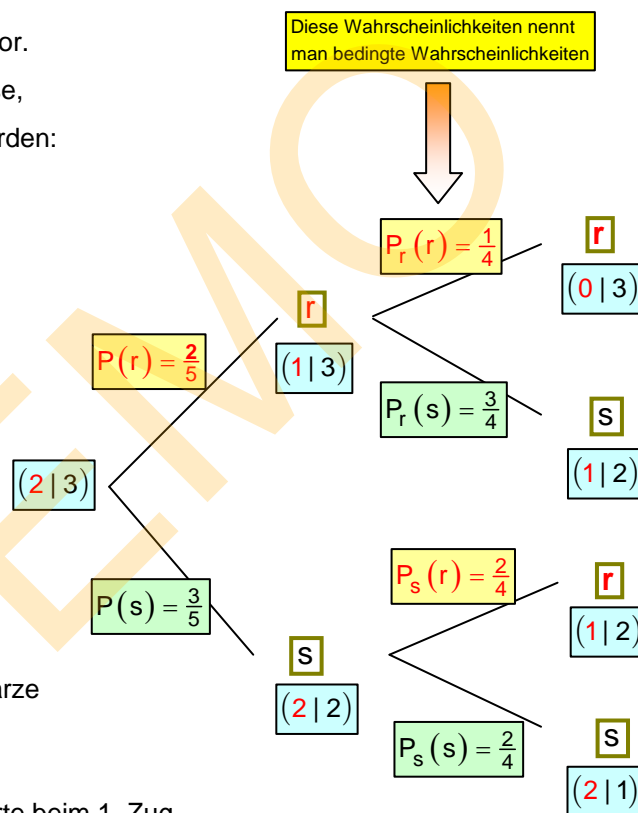 or.
Diese Wahrscheinlichkeiten nennt
man bedingte Wahrscheinlichkeiten
e,
rden:
P_r(r) = 1/4
r
(0 | 3)
r
P(r) = 2/5
(1 | 3)
P_r(s) = 3/4
s
(1 | 2)
(2 | 3)
P_s(r) = 2/4
r
(1 | 2)
P(s) = 3/5
s
(2 | 2)
arze
P_s(s) = 2/4
s
(2 | 1)
rte beim 1. Zug